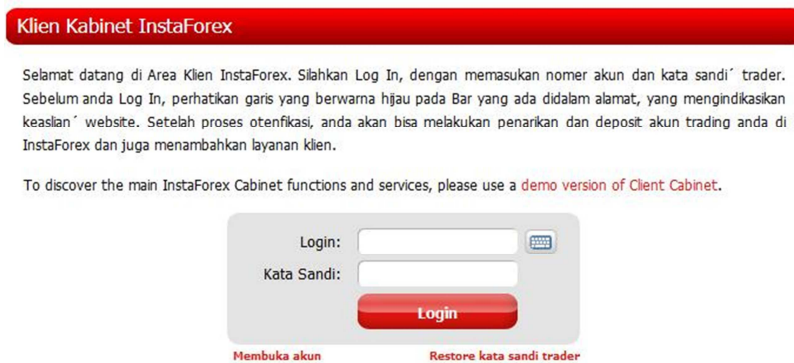 Klien Kabinet InstaForex
Selamat datang di Area Klien InstaForex. Silahkan Log In, dengan memasukan nomer akun dan kata sandi´ trader.
Sebelum anda Log In, perhatikan garis yang berwarna hijau pada Bar yang ada didalam alamat, yang mengindikasikan
keaslian´ website. Setelah proses otenfikasi, anda akan bisa melakukan penarikan dan deposit akun trading anda di
InstaForex dan juga menambahkan layanan klien.
To discover the main InstaForex Cabinet functions and services, please use a demo version of Client Cabinet.
Login:
Kata Sandi:
Login
Membuka akun Restore kata sandi trader